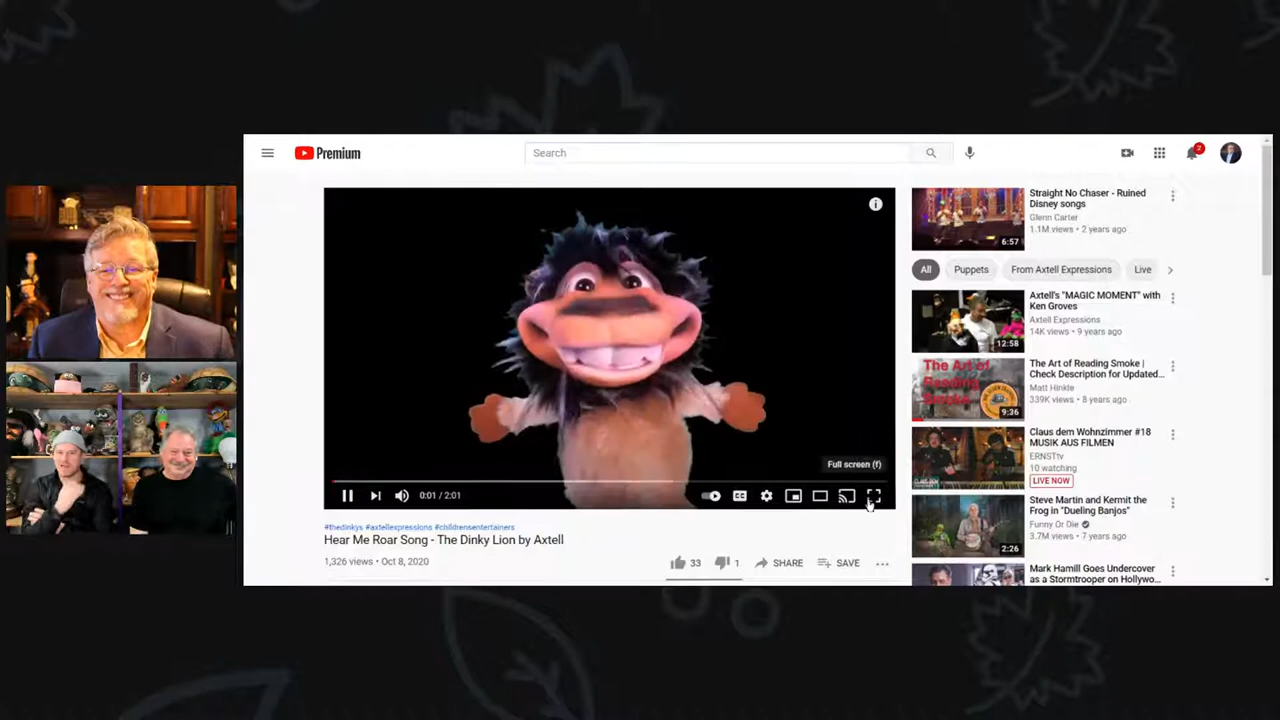 Premium
Search
2
Full screen (f)
0:01 / 2:01
CC
#thedinkys #axtellexpressions #childrensentertainers
Hear Me Roar Song - The Dinky Lion by Axtell
1,326 views • Oct 8, 2020
33
1
SHARE
SAVE
Straight No Chaser - Ruined
Disney songs
Glenn Carter
1.1M views • 2 years ago
6:57
All
Puppets
From Axtell Expressions
Live
Axtell's "MAGIC MOMENT" with
Ken Groves
Axtell Expressions
14K views • 9 years ago
12:58
The Art of
Reading
Smoke
9:36
The Art of Reading Smoke |
Check Description for Updated...
Matt Hinkle
339K views • 8 years ago
Claus dem Wohnzimmer #18
MUSIK AUS FILMEN
ERNSTtv
10 watching
LIVE NOW
Steve Martin and Kermit the
Frog in "Dueling Banjos"
Funny Or Die
3.7M views • 7 years ago
2:26
Mark Hamill Goes Undercover
as a Stormtrooper on Hollywo...